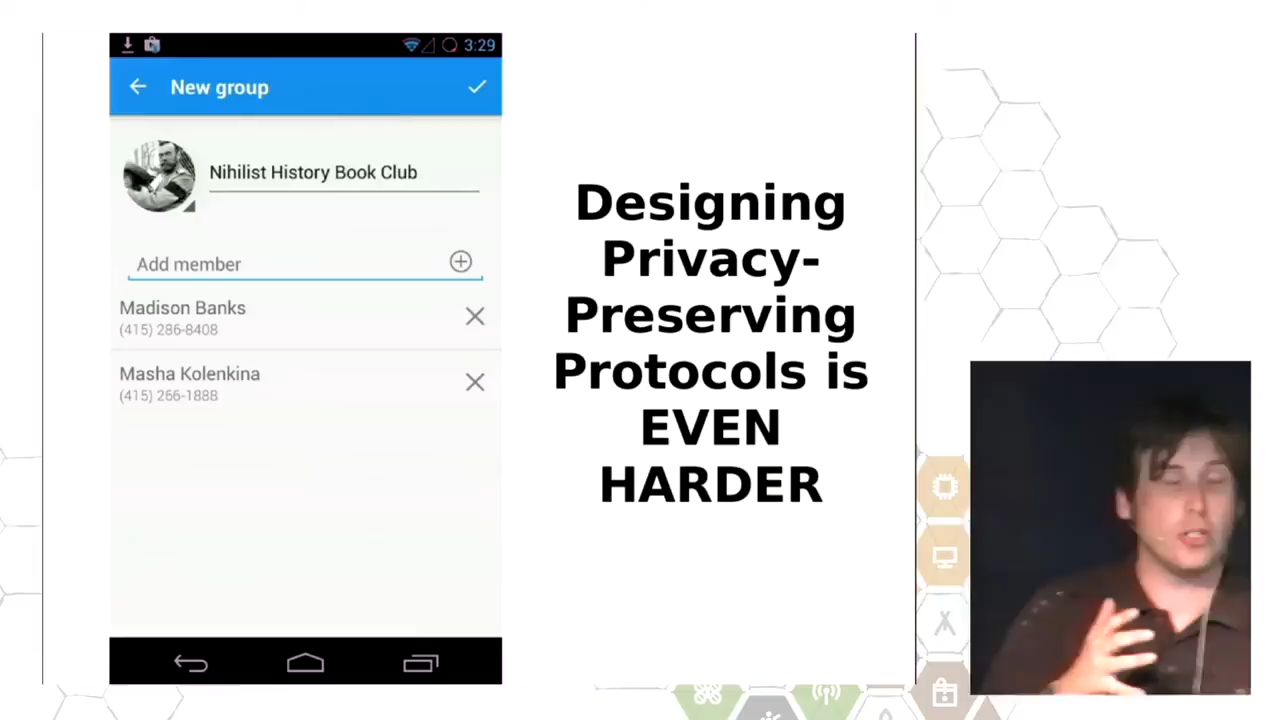 3:29
New group
Nihilist History Book Club
Add member
Madison Banks
(415) 286-8408
Masha Kolenkina
(415) 266-1888
Designing
Privacy-
Preserving
Protocols is
EVEN
HARDER